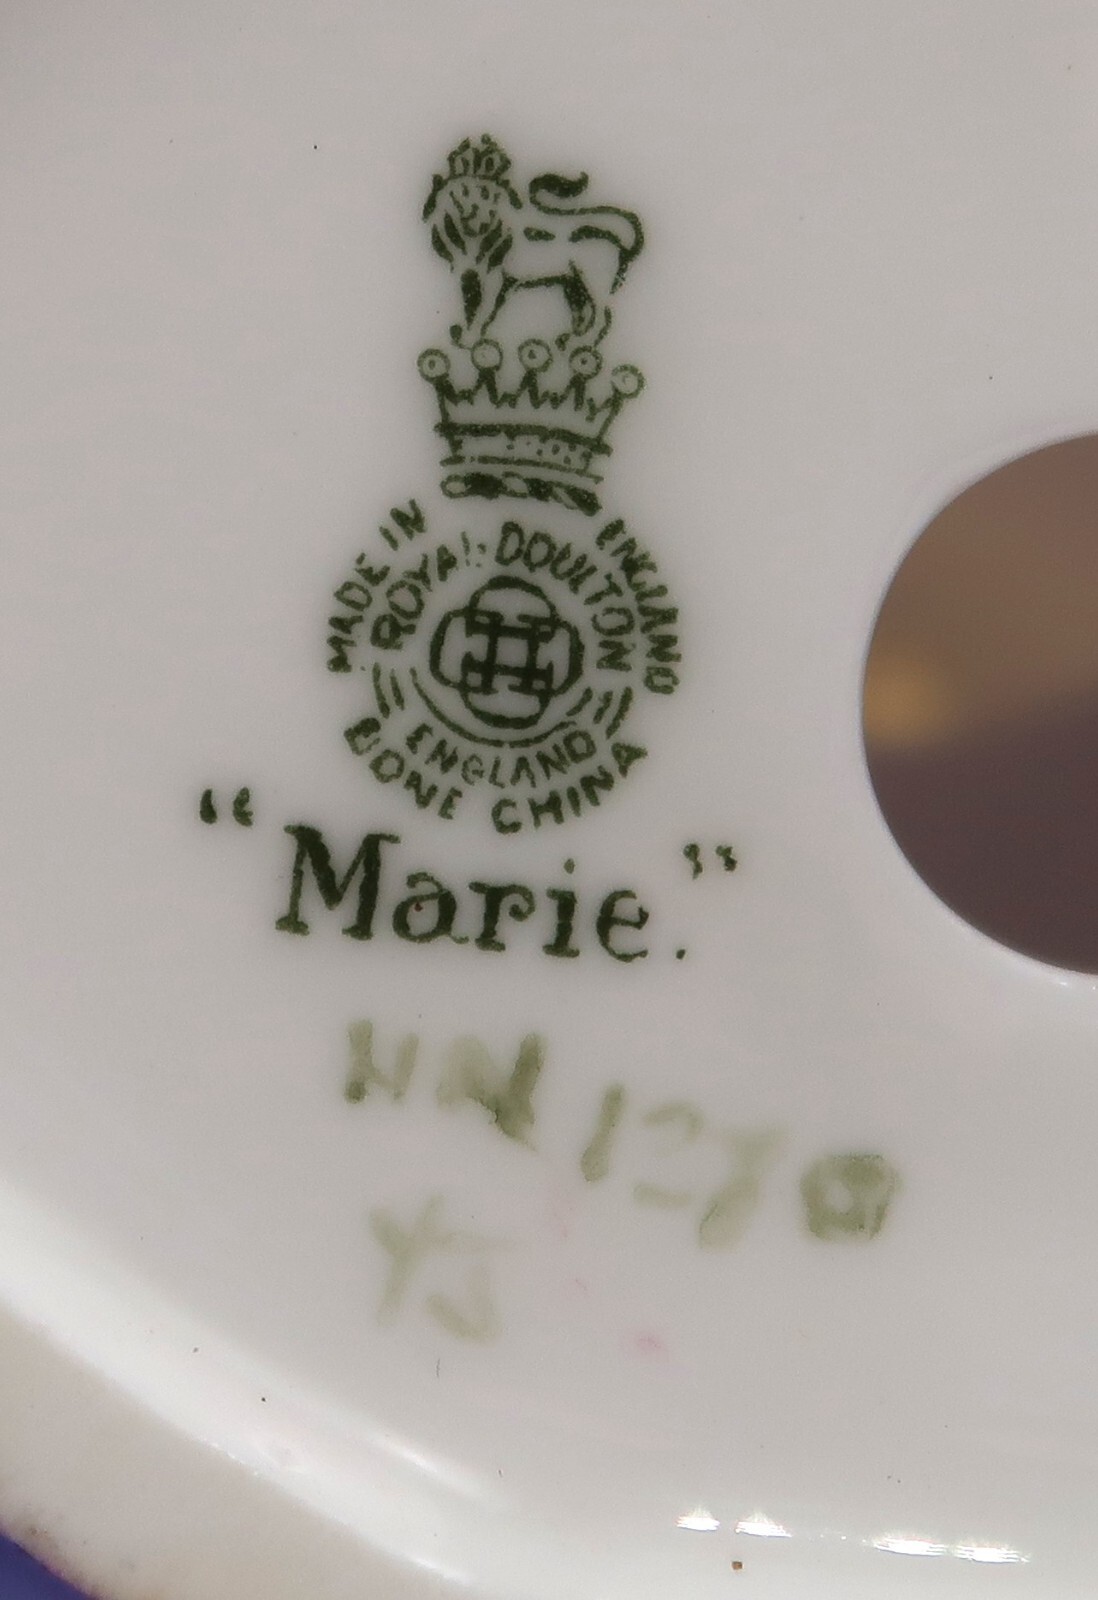 MADE IN ENGLAND
ROYAL DOULTON
ENGLAND
BONE CHINA
"Marie."
HN 1370